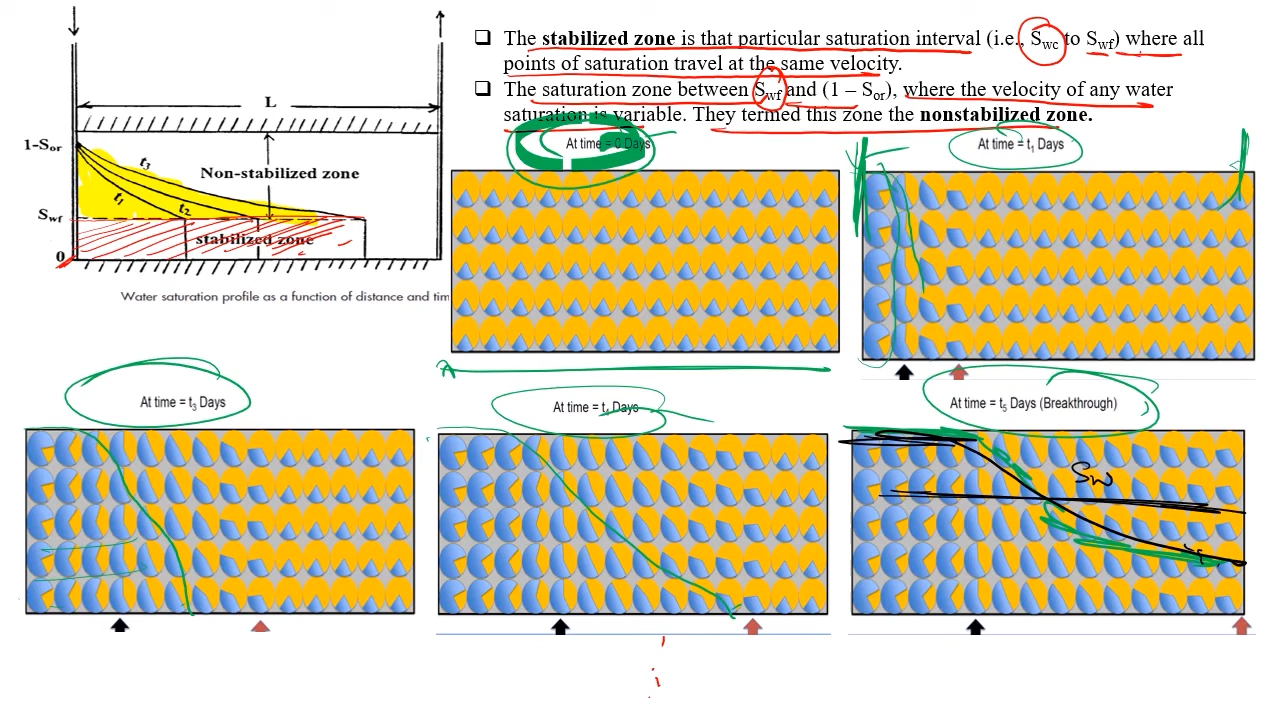 ❑ The stabilized zone is that particular saturation interval (i.e., Swc to Swf) where all
points of saturation travel at the same velocity.
❑ The saturation zone between Swf and (1 – Sor), where the velocity of any water
saturation is variable. They termed this zone the nonstabilized zone.
L
1-Sor
t3
Non-stabilized zone
t1
t2
Swf
stabilized zone
0
Water saturation profile as a function of distance and tim
At time = 0 Days
At time = t1 Days
At time = t3 Days
At time = t4 Days
At time = t5 Days (Breakthrough)
Sw